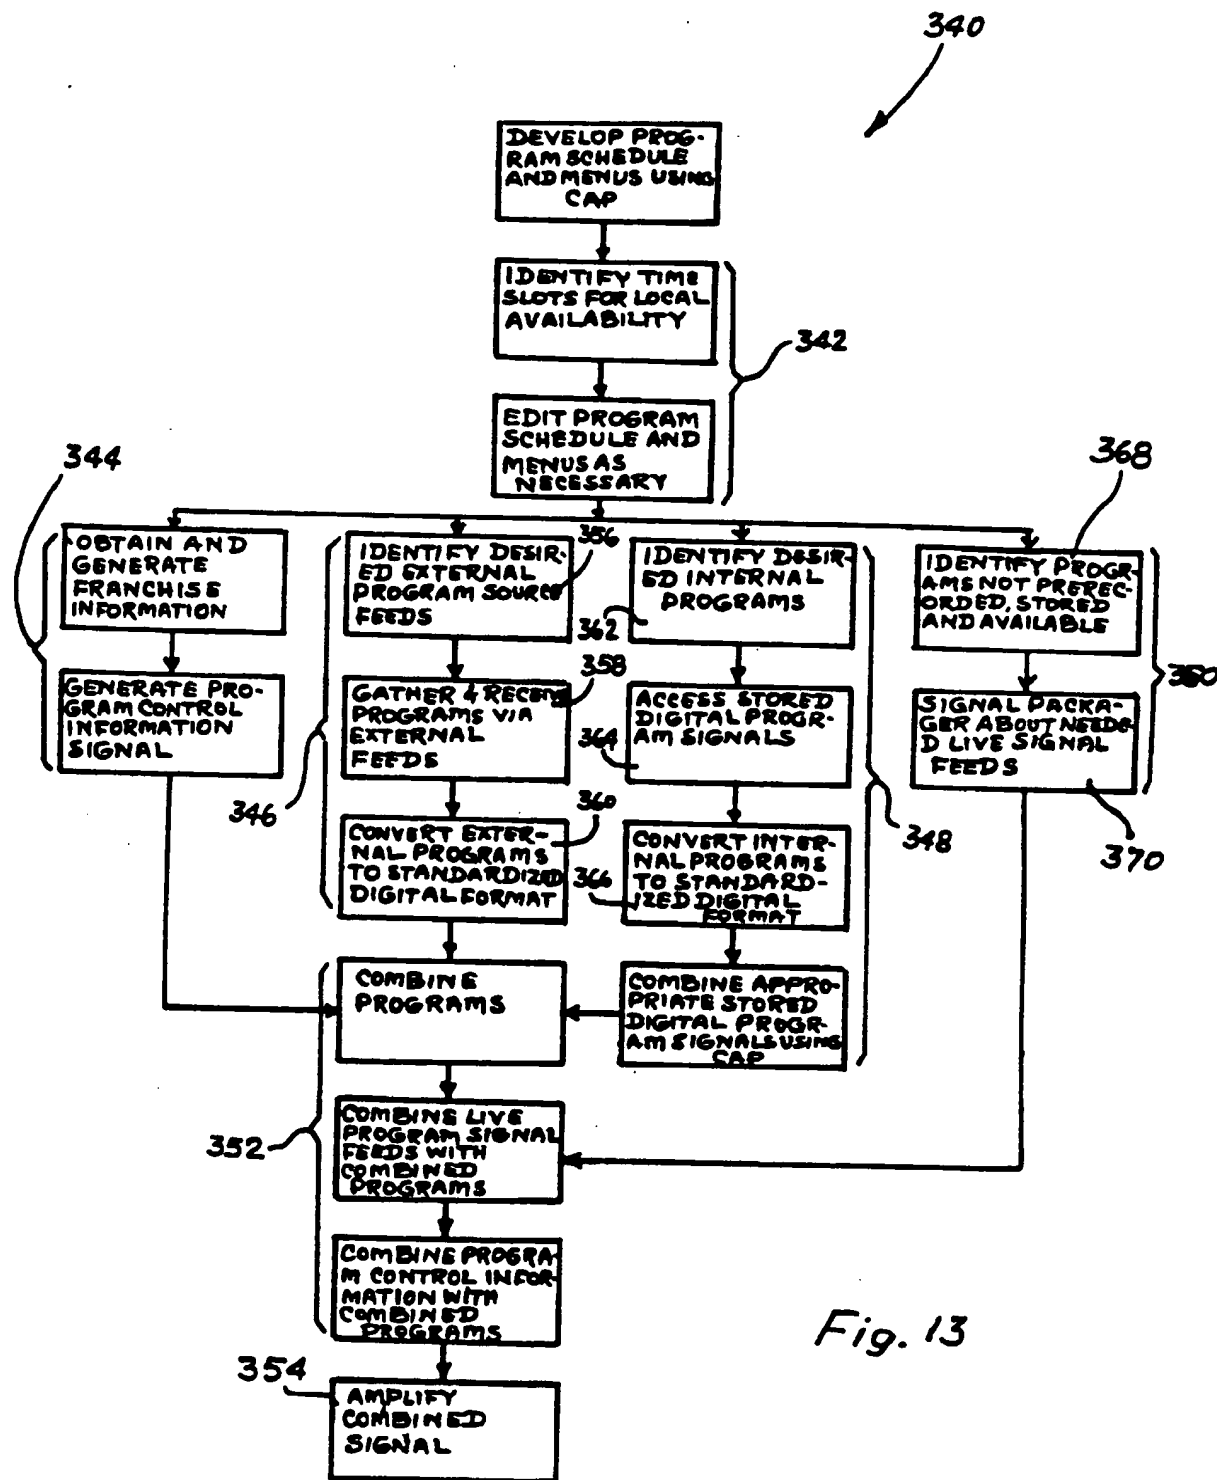 340
DEVELOP PROG-
RAM SCHEDULE
AND MENUS USING
CAP
IDENTIFY TIME
SLOTS FOR LOCAL
AVAILABILITY
342
EDIT PROGRAM
SCHEDULE AND
MENUS AS
NECESSARY
344
OBTAIN AND
GENERATE
FRANCHISE
INFORMATION
GENERATE PRO-
GRAM CONTROL
INFORMATION
SIGNAL
346
IDENTIFY DESIR-
ED EXTERNAL
PROGRAM SOURCE
FEEDS
356
GATHER & RECEIVE
PROGRAMS VIA
EXTERNAL
FEEDS
358
CONVERT EXTER-
NAL PROGRAMS
TO STANDARDIZED
DIGITAL FORMAT
360
IDENTIFY DESIR-
ED INTERNAL
PROGRAMS
362
ACCESS STORED
DIGITAL PROGR-
AM SIGNALS
364
CONVERT INTER-
NAL PROGRAMS
TO STANDARD-
IZED DIGITAL
FORMAT
366
COMBINE APPRO-
PRIATE STORED
DIGITAL PROGR-
AM SIGNALS USING
CAP
348
368
IDENTIFY PROGR-
AMS NOT PREREC-
ORDED, STORED
AND AVAILABLE
SIGNAL PACKA-
GER ABOUT NEEDE-
D LIVE SIGNAL
FEEDS
370
COMBINE
PROGRAMS
352
COMBINE LIVE
PROGRAM SIGNAL
FEEDS WITH
COMBINED
PROGRAMS
COMBINE PROGRA-
M CONTROL INFOR-
MATION WITH
COMBINED
PROGRAMS
354
AMPLIFY
COMBINED
SIGNAL
Fig. 13